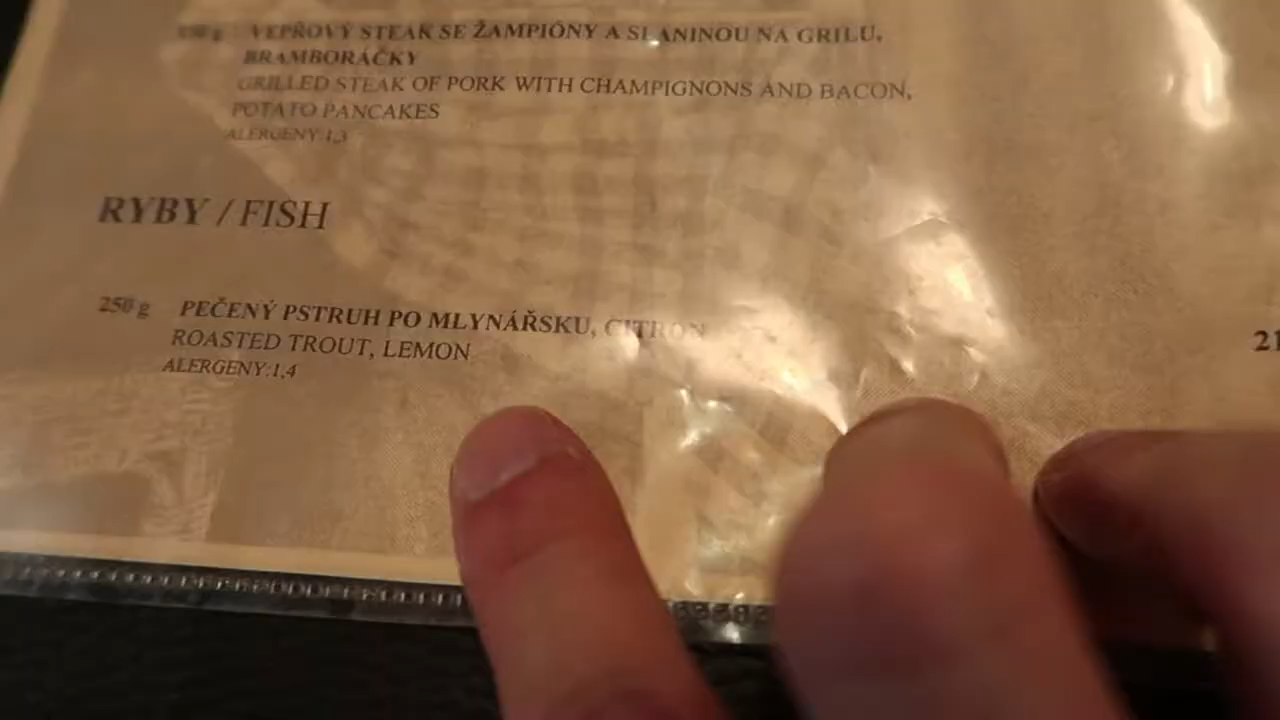 VEPŘOVÝ STEAK SE ŽAMPIÓNY A SLANINOU NA GRILU,
BRAMBORÁČKY
GRILLED STEAK OF PORK WITH CHAMPIGNONS AND BACON,
POTATO PANCAKES
ALERGENY:1,3
RYBY / FISH
250 g PEČENÝ PSTRUH PO MLYNÁŘSKU, CITRON
ROASTED TROUT, LEMON
ALERGENY:1,4
21